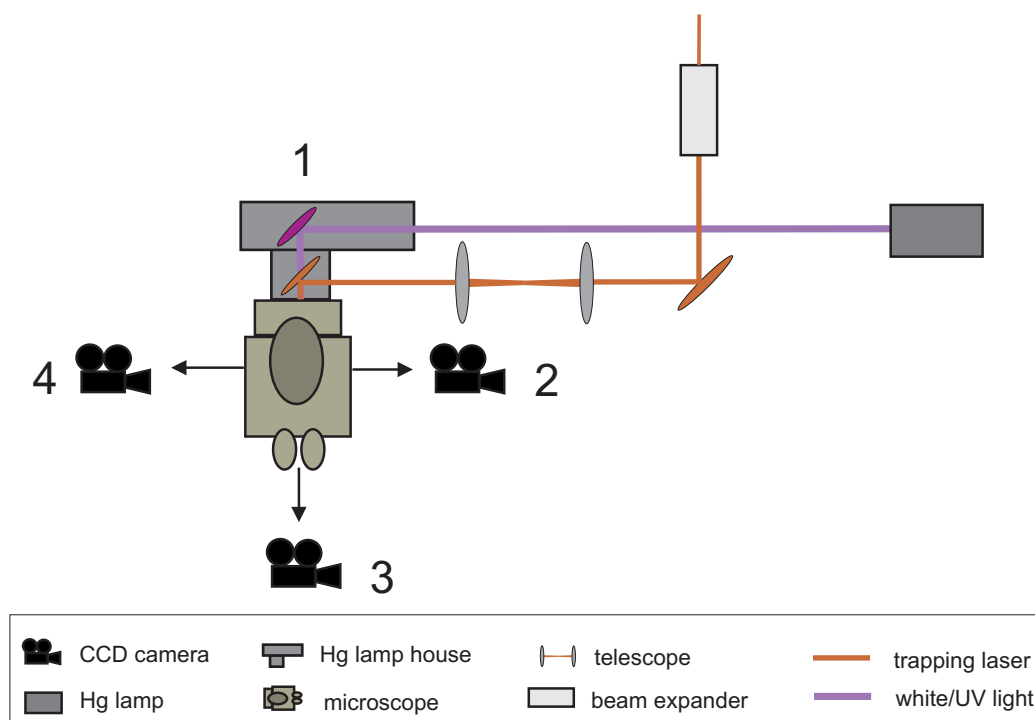 1
4
2
3
CCD camera
Hg lamp house
telescope
trapping laser
Hg lamp
microscope
beam expander
white/UV light